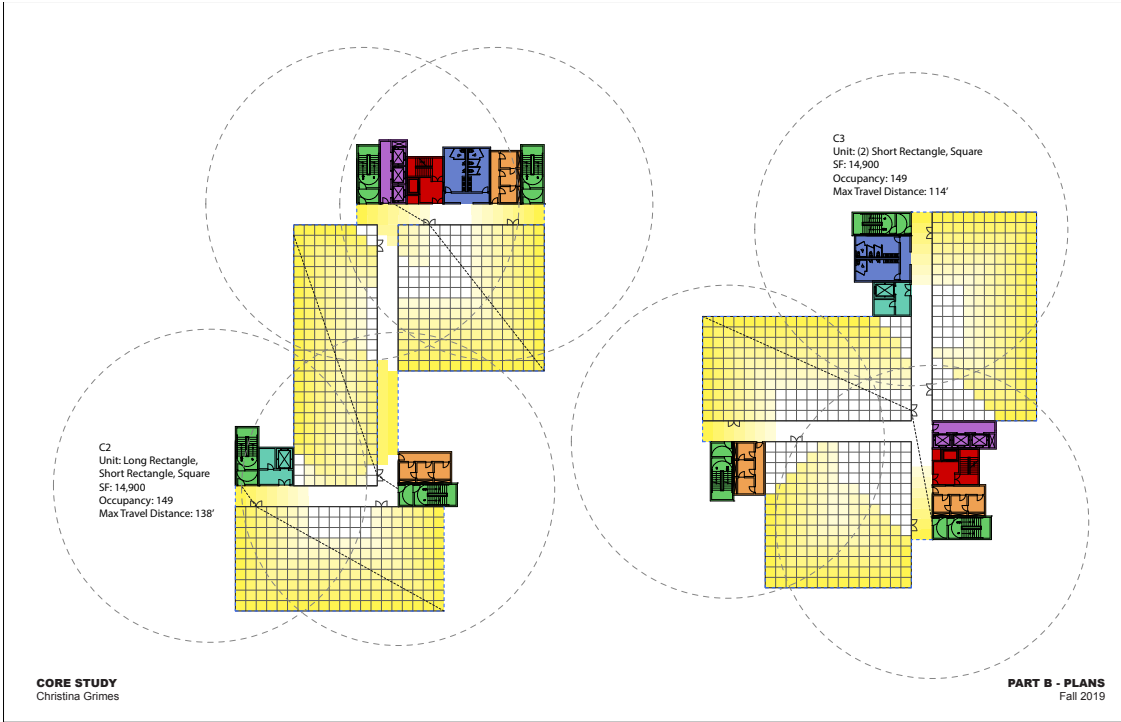 C3
Unit: (2) Short Rectangle, Square
SF: 14,900
Occupancy: 149
Max Travel Distance: 114’
C2
Unit: Long Rectangle,
Short Rectangle, Square
SF: 14,900
Occupancy: 149
Max Travel Distance: 138’
CORE STUDY
Christina Grimes
PART B - PLANS
Fall 2019